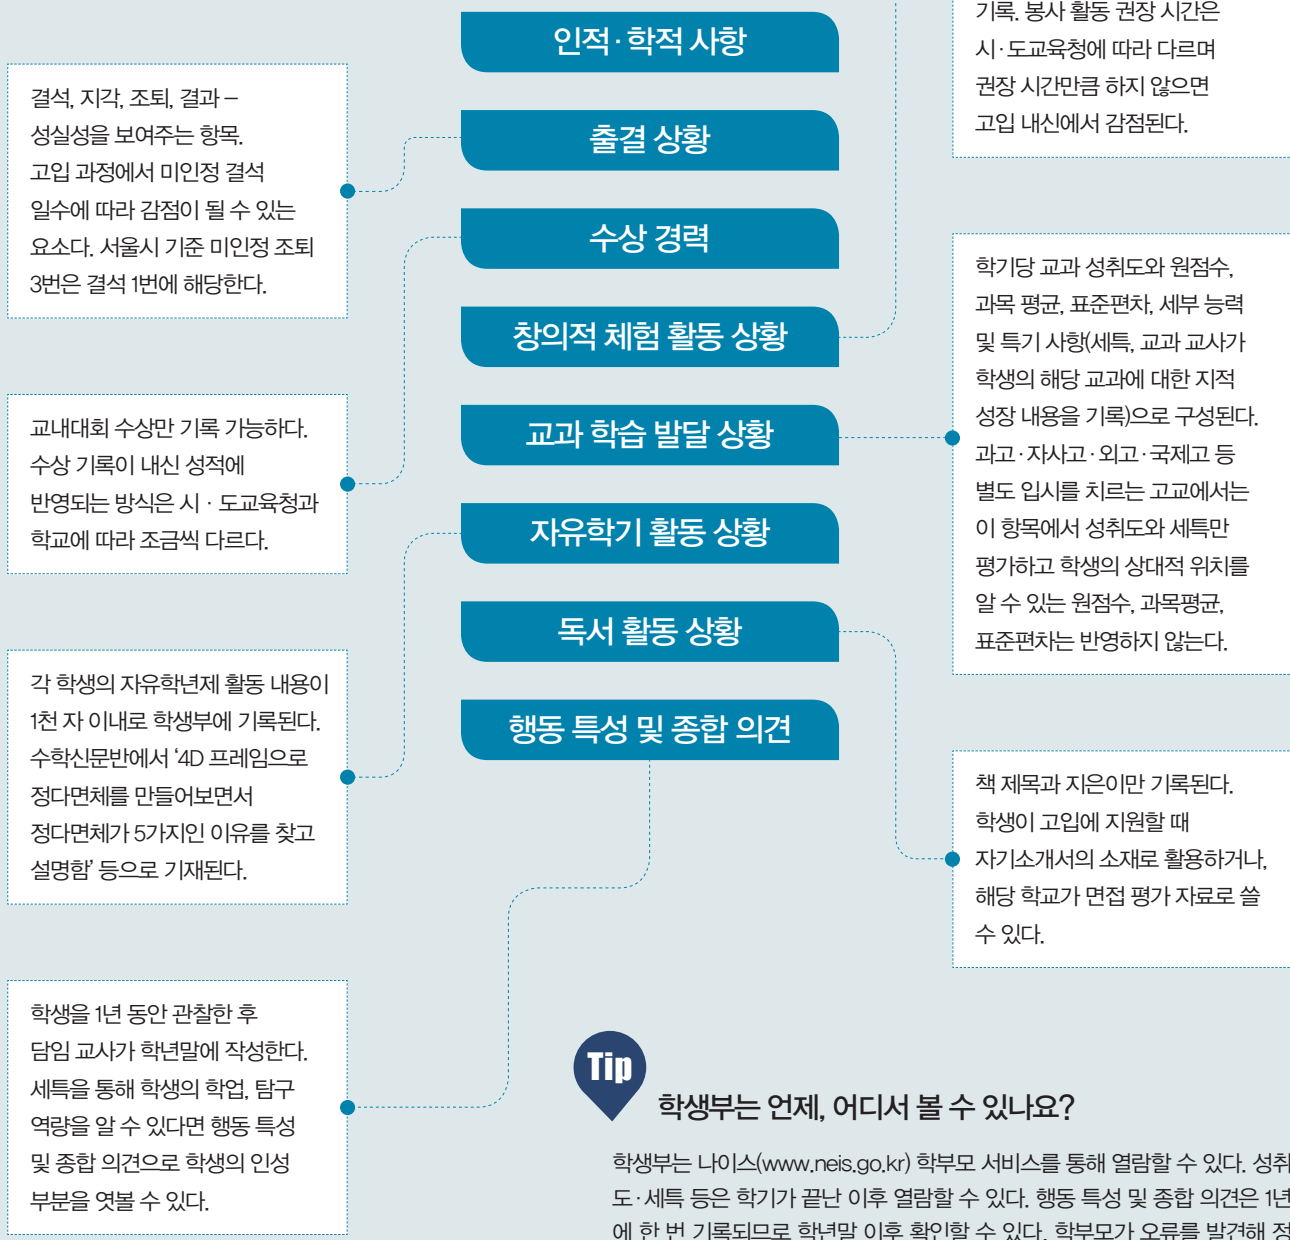 인적·학적 사항
출결 상황
수상 경력
창의적 체험 활동 상황
교과 학습 발달 상황
자유학기 활동 상황
독서 활동 상황
행동 특성 및 종합 의견
결석, 지각, 조퇴, 결과 –
성실성을 보여주는 항목.
고입 과정에서 미인정 결석
일수에 따라 감점이 될 수 있는
요소다. 서울시 기준 미인정 조퇴
3번은 결석 1번에 해당한다.
교내대회 수상만 기록 가능하다.
수상 기록이 내신 성적에
반영되는 방식은 시·도교육청과
학교에 따라 조금씩 다르다.
각 학생의 자유학년제 활동 내용이
1천 자 이내로 학생부에 기록된다.
수학신문반에서 ‘4D 프레임으로
정다면체를 만들어보면서
정다면체가 5가지인 이유를 찾고
설명함’ 등으로 기재된다.
학생을 1년 동안 관찰한 후
담임 교사가 학년말에 작성한다.
세특을 통해 학생의 학업, 탐구
역량을 알 수 있다면 행동 특성
및 종합 의견으로 학생의 인성
부분을 엿볼 수 있다.
기록. 봉사 활동 권장 시간은
시·도교육청에 따라 다르며
권장 시간만큼 하지 않으면
고입 내신에서 감점된다.
학기당 교과 성취도와 원점수,
과목 평균, 표준편차, 세부 능력
및 특기 사항(세특, 교과 교사가
학생의 해당 교과에 대한 지적
성장 내용을 기록)으로 구성된다.
과고·자사고·외고·국제고 등
별도 입시를 치르는 고교에서는
이 항목에서 성취도와 세특만
평가하고 학생의 상대적 위치를
알 수 있는 원점수, 과목평균,
표준편차는 반영하지 않는다.
책 제목과 지은이만 기록된다.
학생이 고입에 지원할 때
자기소개서의 소재로 활용하거나,
해당 학교가 면접 평가 자료로 쓸
수 있다.
Tip
학생부는 언제, 어디서 볼 수 있나요?
학생부는 나이스(www.neis.go.kr) 학부모 서비스를 통해 열람할 수 있다. 성취
도·세특 등은 학기가 끝난 이후 열람할 수 있다. 행동 특성 및 종합 의견은 1년
에 한 번 기록되므로 학년말 이후 확인할 수 있다. 학부모가 오류를 발견해 정